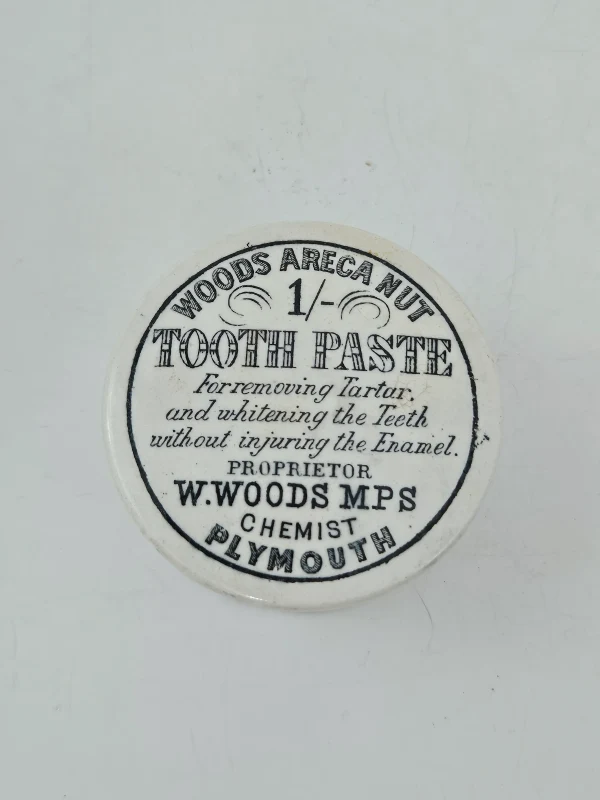 WOODS ARECA NUT
1/-
TOOTH PASTE
For removing Tartar.
and whitening the Teeth
without injuring the Enamel.
PROPRIETOR
W. WOODS MPS
CHEMIST
PLYMOUTH